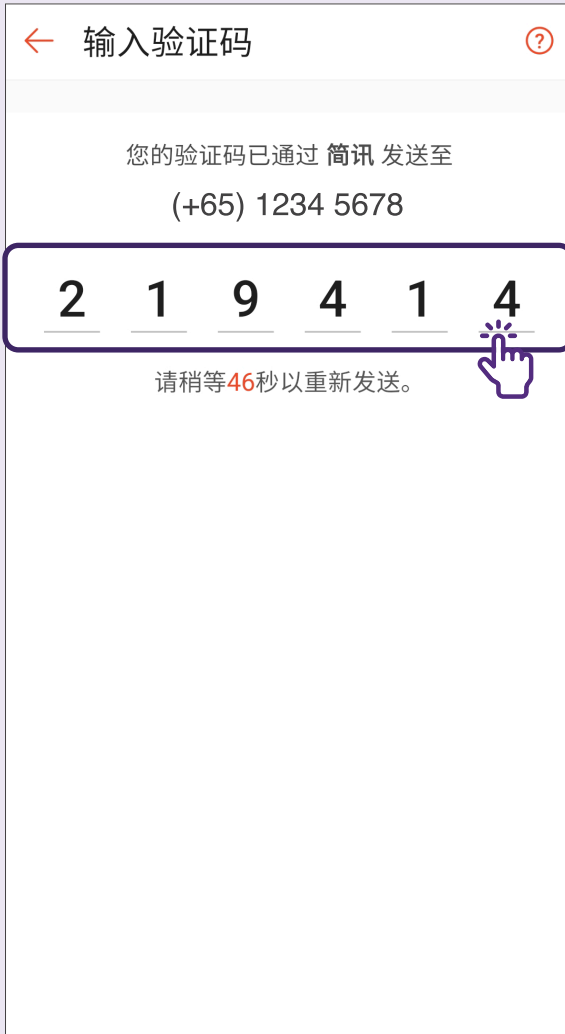 输入验证码
?
您的验证码已通过 简讯 发送至
(+65) 1234 5678
2 1 9 4 1 4
请稍等46秒以重新发送。